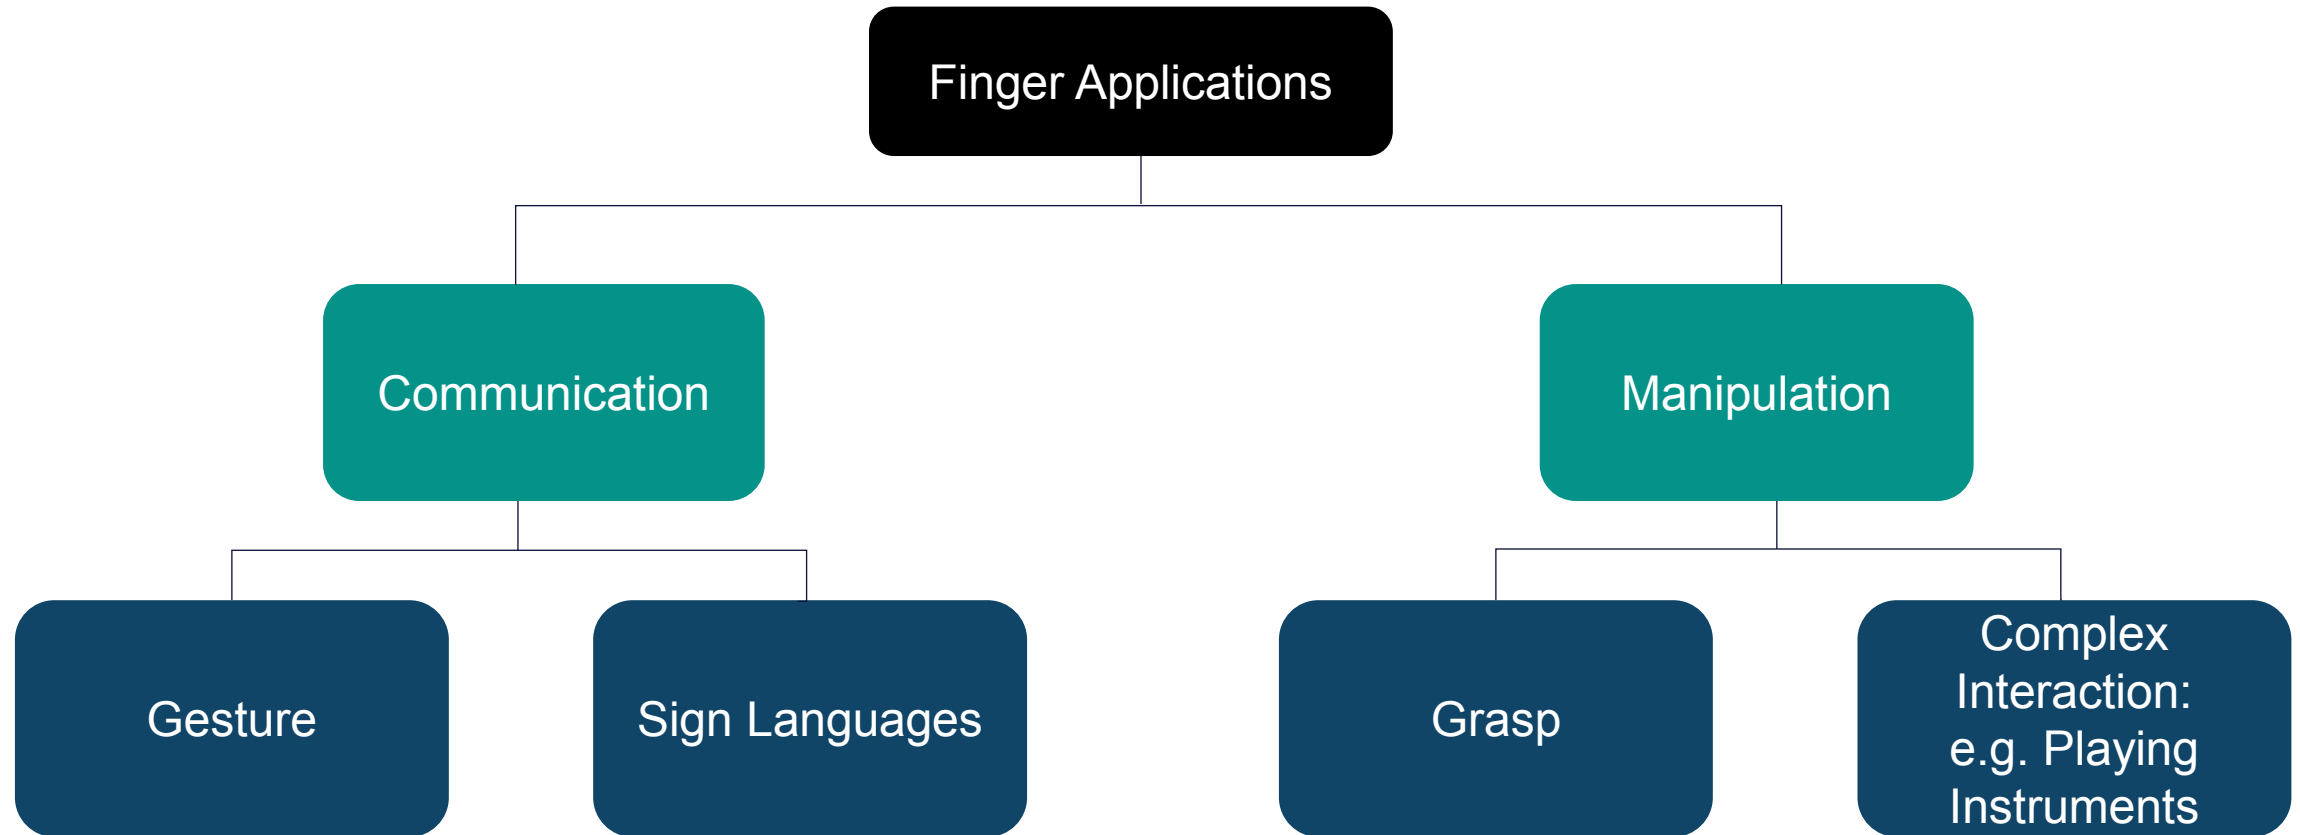 Finger Applications
Communication
Manipulation
Gesture
Sign Languages
Grasp
Complex
Interaction:
e.g. Playing
Instruments